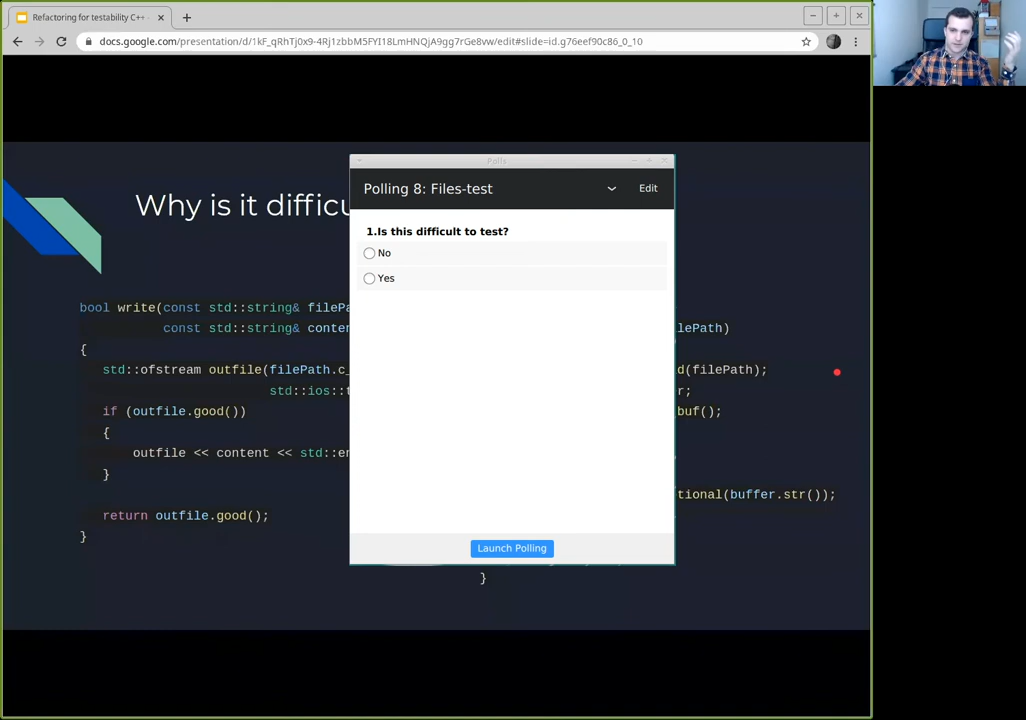 Refactoring for testability C++ -
docs.google.com/presentation/d/1kF_qRhTj0x9-4Rj1zbbM5FYI18LmHNQjA9gg7rGe8vw/edit#slide=id.g76eef90c86_0_10
Polls
Polling 8: Files-test
Edit
1.Is this difficult to test?
No
Yes
Launch Polling
Why is it difficu
bool write(const std::string& filePa
const std::string& conten
{
std::ofstream outfile(filePath.c_
std::ios::t
if (outfile.good())
{
outfile << content << std::en
}
return outfile.good();
}
lePath)
d(filePath);
r;
buf();
tional(buffer.str());
}